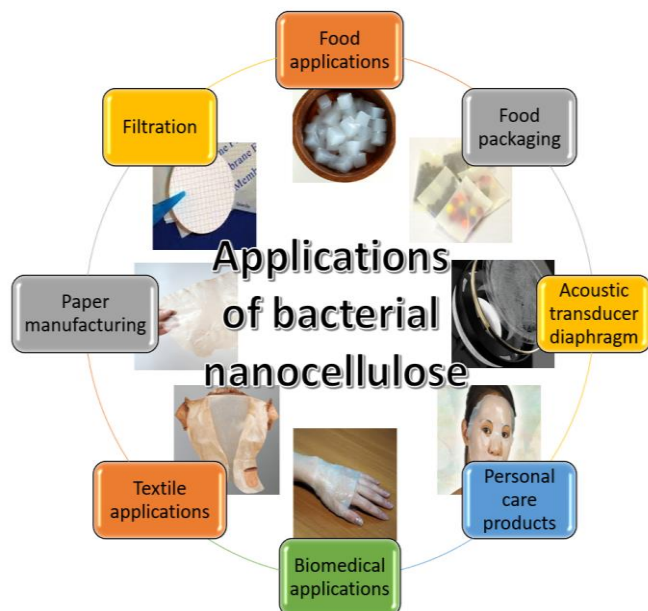 Food
applications
Food
packaging
Acoustic
transducer
diaphragm
Personal
care
products
Biomedical
applications
Textile
applications
Paper
manufacturing
Filtration
Applications
of bacterial
nanocellulose